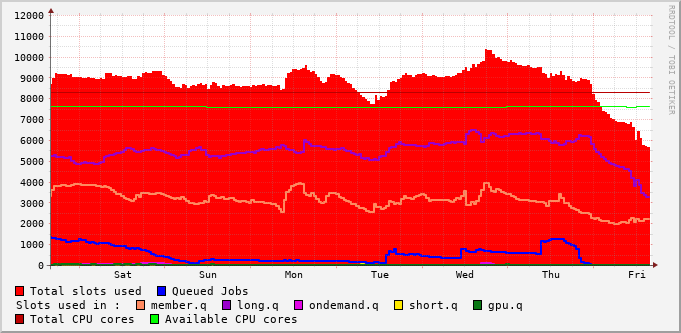 12000
11000
10000
9000
8000
7000
6000
5000
4000
3000
2000
1000
0
Sat Sun Mon Tue Wed Thu Fri
RRDTOOL / TOBI OETIKER
Total slots used Queued Jobs
Slots used in : member.q long.q ondemand.q short.q gpu.q
Total CPU cores Available CPU cores